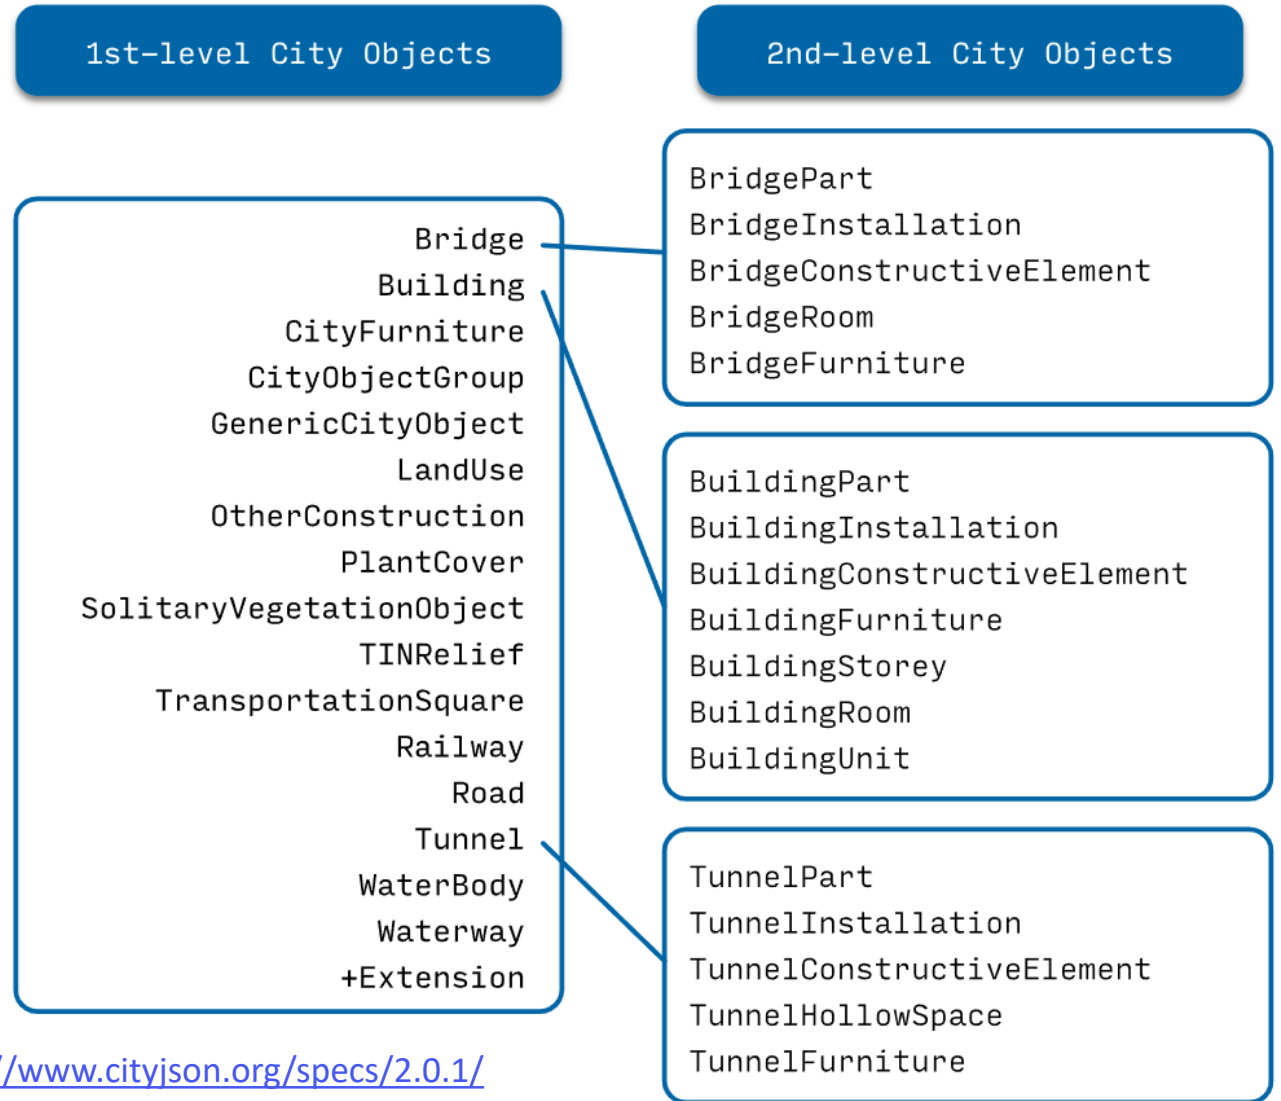 1st-level City Objects
2nd-level City Objects
Bridge
Building
CityFurniture
CityObjectGroup
GenericCityObject
LandUse
OtherConstruction
PlantCover
SolitaryVegetationObject
TINRelief
TransportationSquare
Railway
Road
Tunnel
WaterBody
Waterway
+Extension
BridgePart
BridgeInstallation
BridgeConstructiveElement
BridgeRoom
BridgeFurniture
BuildingPart
BuildingInstallation
BuildingConstructiveElement
BuildingFurniture
BuildingStorey
BuildingRoom
BuildingUnit
TunnelPart
TunnelInstallation
TunnelConstructiveElement
TunnelHollowSpace
TunnelFurniture
//www.cityjson.org/specs/2.0.1/